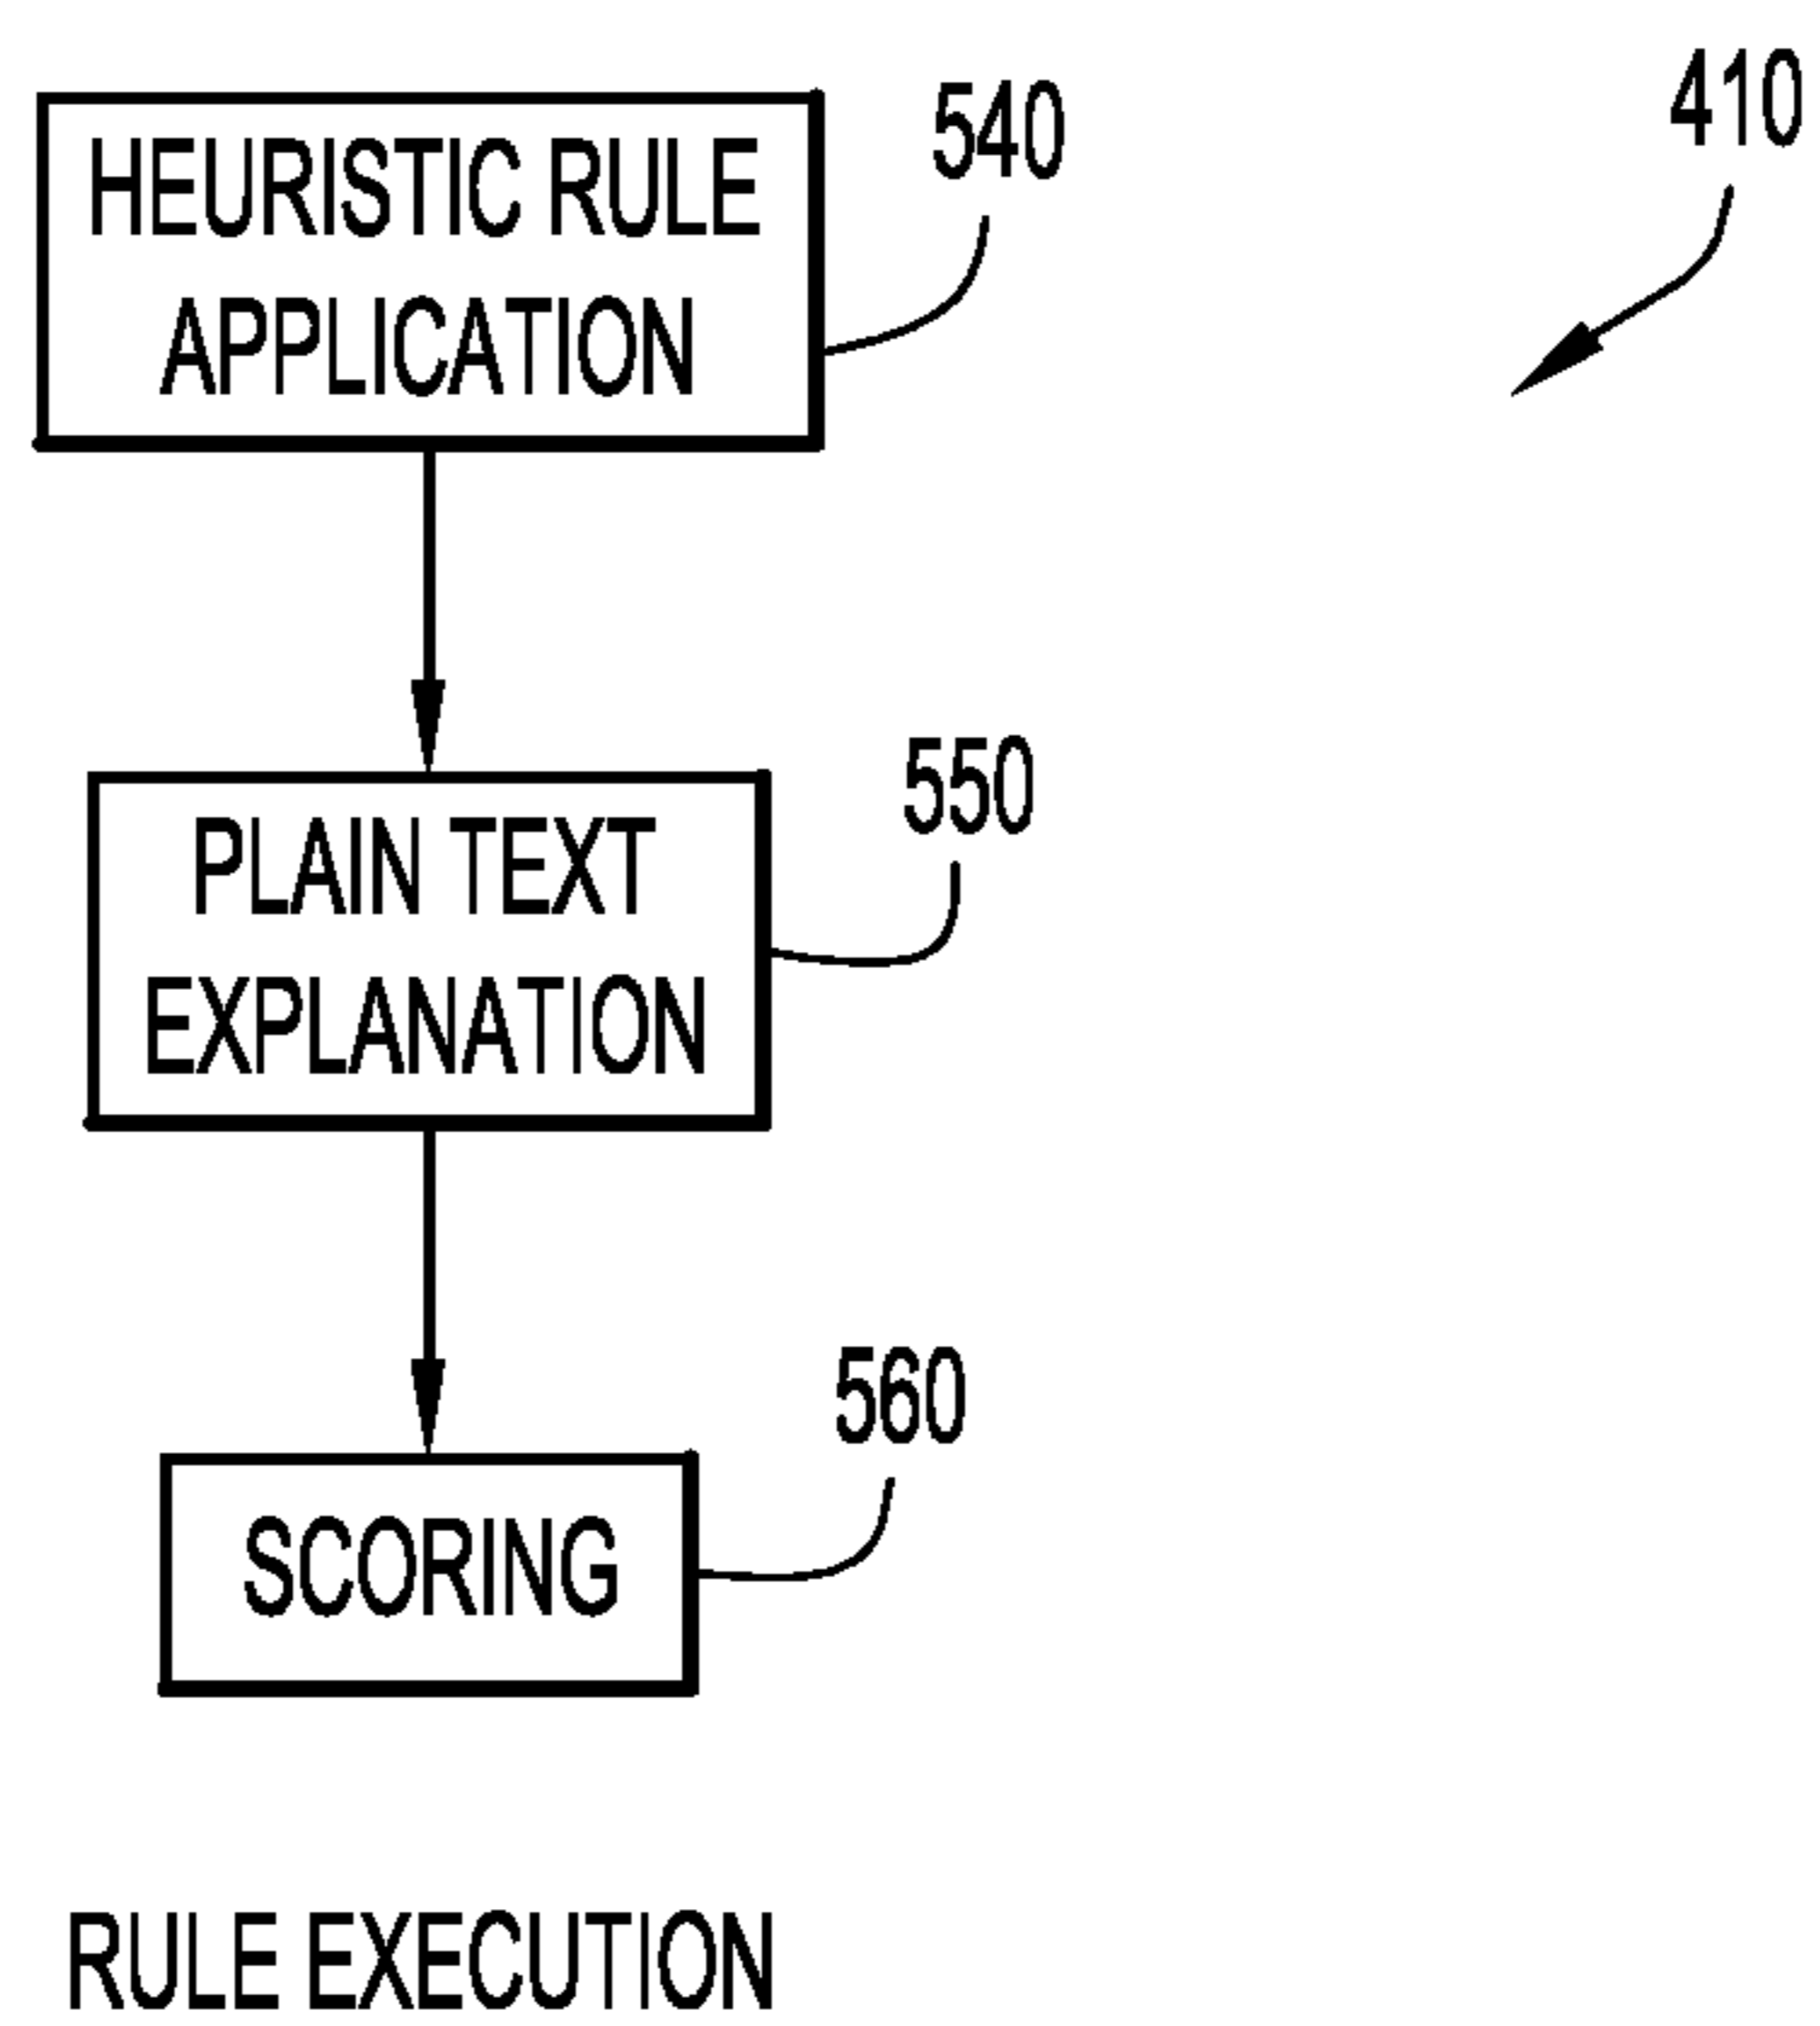 410
540
HEURISTIC RULE
APPLICATION
550
PLAIN TEXT
EXPLANATION
560
SCORING
RULE EXECUTION